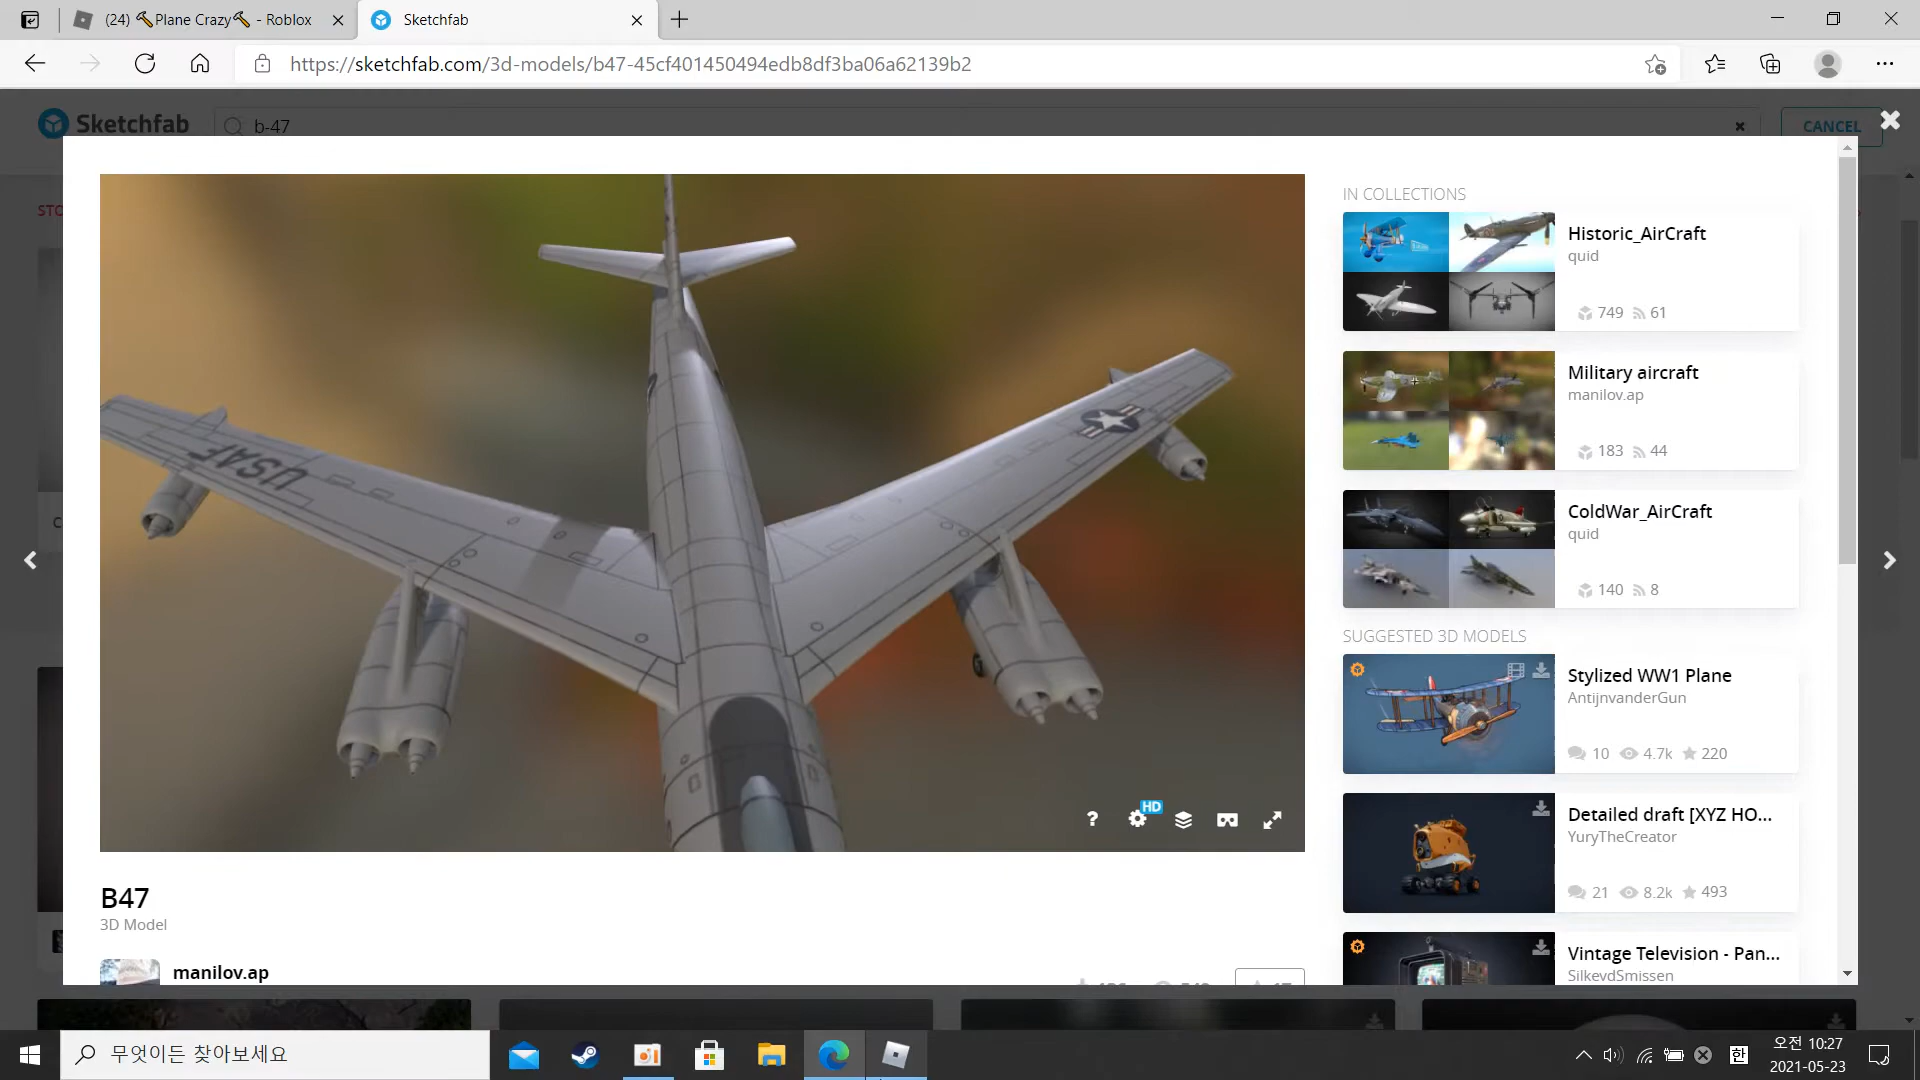 (24) 🔨Plane Crazy🔨 - Roblox
Sketchfab
https://sketchfab.com/3d-models/b47-45cf401450494edb8df3ba06a62139b2
Sketchfab
b-47
CANCEL
STO
USAF
HD
IN COLLECTIONS
Historic_AirCraft
quid
749 61
Military aircraft
manilov.ap
183 44
ColdWar_AirCraft
quid
140 8
SUGGESTED 3D MODELS
Stylized WW1 Plane
AntijnvanderGun
10 4.7k 220
Detailed draft [XYZ HO...
YuryTheCreator
21 8.2k 493
Vintage Television - Pan...
SilkevdSmissen
B47
3D Model
manilov.ap
무엇이든 찾아보세요
한
오전 10:27
2021-05-23